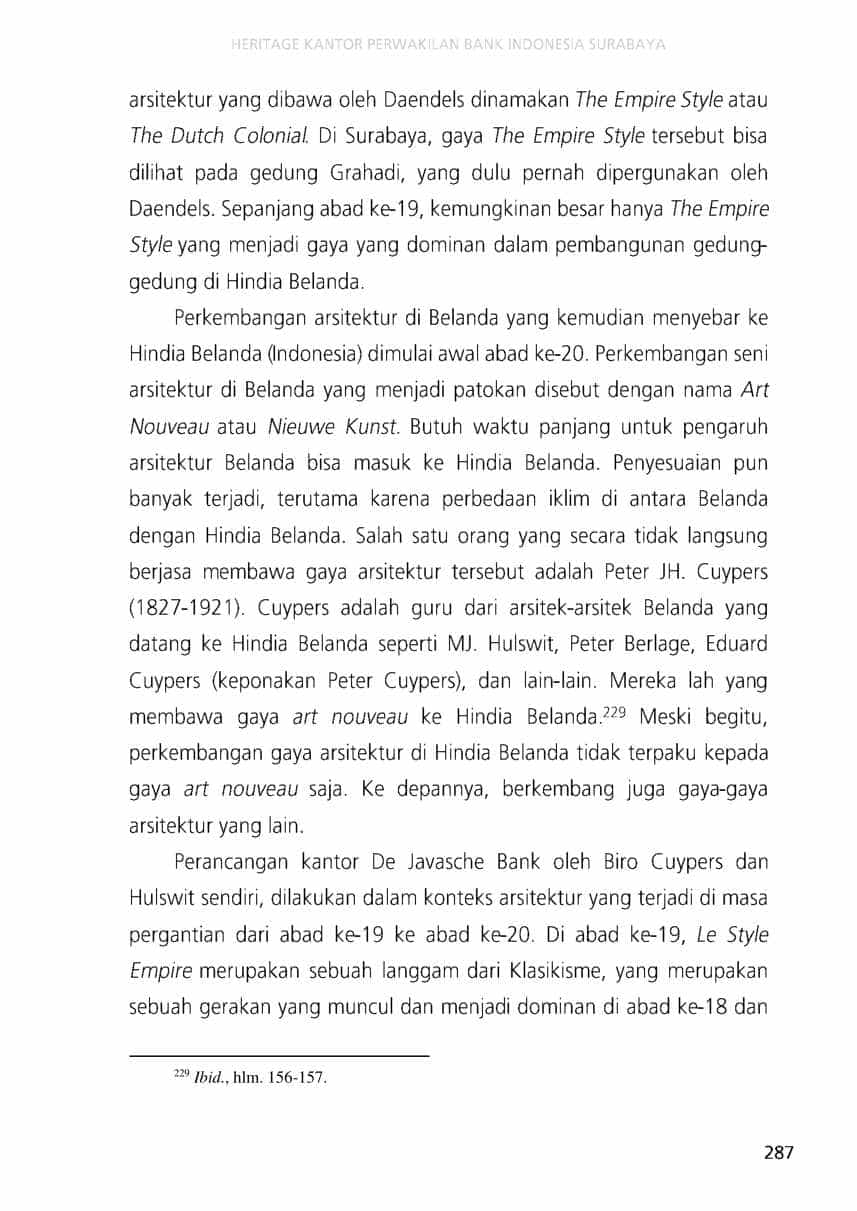 HERITAGE KANTOR PERWAKILAN BANK INDONESIA SURABAYA
arsitektur yang dibawa oleh Daendels dinamakan The Empire Style atau
The Dutch Colonial. Di Surabaya, gaya The Empire Style tersebut bisa
dilihat pada gedung Grahadi, yang dulu pernah dipergunakan oleh
Daendels. Sepanjang abad ke-19, kemungkinan besar hanya The Empire
Style yang menjadi gaya yang dominan dalam pembangunan gedung-
gedung di Hindia Belanda.
Perkembangan arsitektur di Belanda yang kemudian menyebar ke
Hindia Belanda (Indonesia) dimulai awal abad ke-20. Perkembangan seni
arsitektur di Belanda yang menjadi patokan disebut dengan nama Art
Nouveau atau Nieuwe Kunst. Butuh waktu panjang untuk pengaruh
arsitektur Belanda bisa masuk ke Hindia Belanda. Penyesuaian pun
banyak terjadi, terutama karena perbedaan iklim di antara Belanda
dengan Hindia Belanda. Salah satu orang yang secara tidak langsung
berjasa membawa gaya arsitektur tersebut adalah Peter JH. Cuypers
(1827-1921). Cuypers adalah guru dari arsitek-arsitek Belanda yang
datang ke Hindia Belanda seperti MJ. Hulswit, Peter Berlage, Eduard
Cuypers (keponakan Peter Cuypers), dan lain-lain. Mereka lah yang
membawa gaya art nouveau ke Hindia Belanda.229 Meski begitu,
perkembangan gaya arsitektur di Hindia Belanda tidak terpaku kepada
gaya art nouveau saja. Ke depannya, berkembang juga gaya-gaya
arsitektur yang lain.
Perancangan kantor De Javasche Bank oleh Biro Cuypers dan
Hulswit sendiri, dilakukan dalam konteks arsitektur yang terjadi di masa
pergantian dari abad ke-19 ke abad ke-20. Di abad ke-19, Le Style
Empire merupakan sebuah langgam dari Klasikisme, yang merupakan
sebuah gerakan yang muncul dan menjadi dominan di abad ke-18 dan
229 Ibid., hlm. 156-157.
287